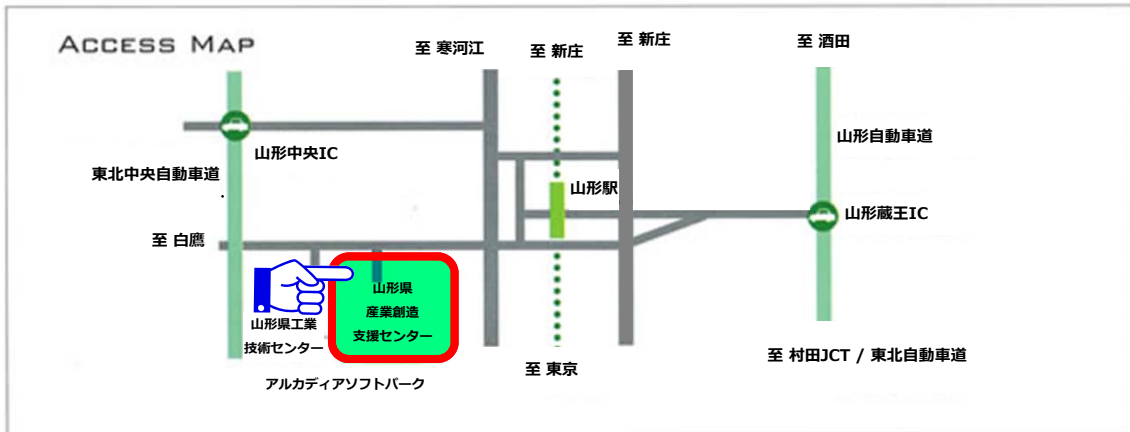 ACCESS MAP
至 寒河江
至 新庄
至 新庄
至 酒田
山形中央IC
東北中央自動車道
山形自動車道
山形駅
山形蔵王IC
至 白鷹
山形県工業
技術センター
山形県
産業創造
支援センター
アルカディアソフトパーク
至 東京
至 村田JCT / 東北自動車道